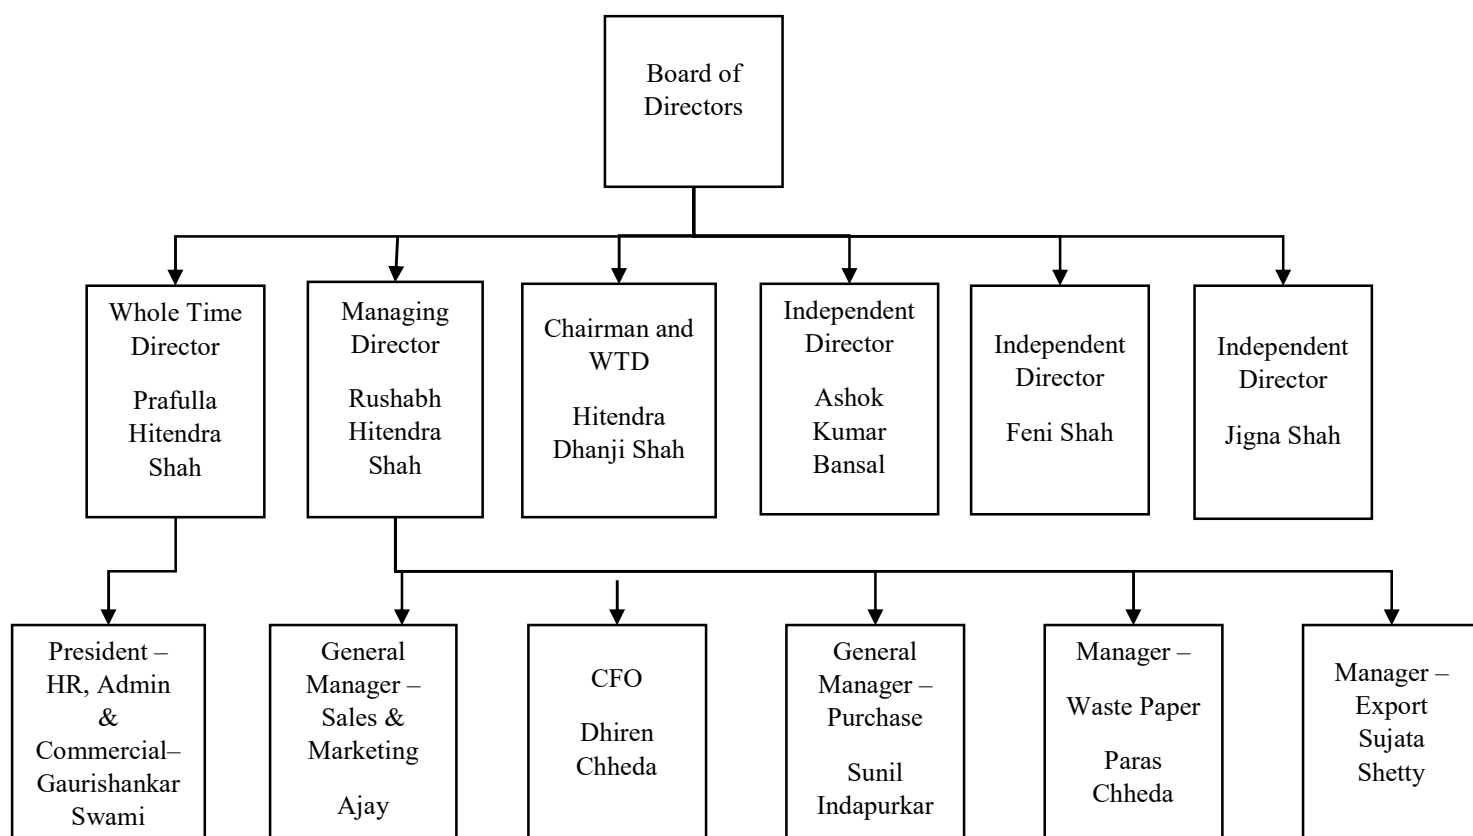 Board of
Directors
Whole Time
Director
Prafulla
Hitendra
Shah
Managing
Director
Rushabh
Hitendra
Shah
Chairman and
WTD
Hitendra
Dhanji Shah
Independent
Director
Ashok
Kumar
Bansal
Independent
Director
Feni Shah
Independent
Director
Jigna Shah
President –
HR, Admin
&
Commercial–
Gaurishankar
Swami
General
Manager –
Sales &
Marketing
Ajay
CFO
Dhiren
Chheda
General
Manager –
Purchase
Sunil
Indapurkar
Manager –
Waste Paper
Paras
Chheda
Manager –
Export
Sujata
Shetty